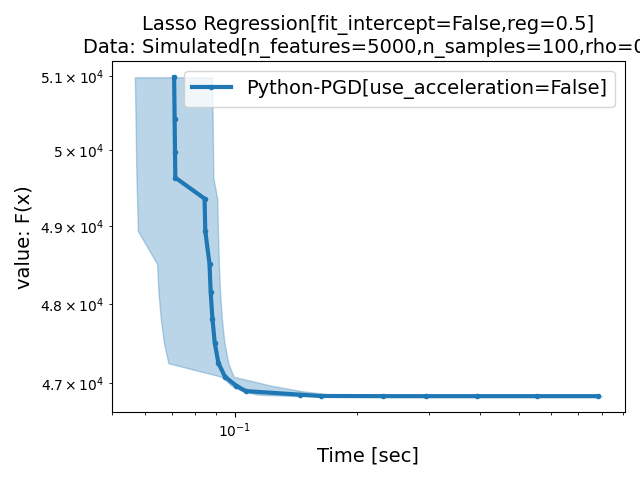 Lasso Regression[fit_intercept=False,reg=0.5]
Data: Simulated[n_features=5000,n_samples=100,rho=0
Python-PGD[use_acceleration=False]
5.1 × 10⁴
5 × 10⁴
4.9 × 10⁴
4.8 × 10⁴
4.7 × 10⁴
value: F(x)
10⁻¹
Time [sec]